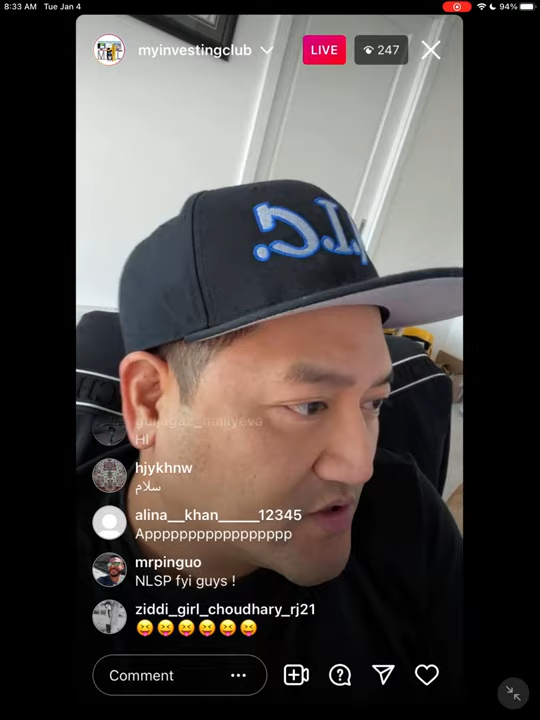 8:33 AM Tue Jan 4
94%
myinvestingclub
LIVE
247
.I.C.
Hi
hjykhnw
سلام
alina__khan_____12345
Apppppppppppppppppp
mrpinguo
NLSP fyi guys !
ziddi_girl_choudhary_rj21
😝😝😝😝😝😝
Comment